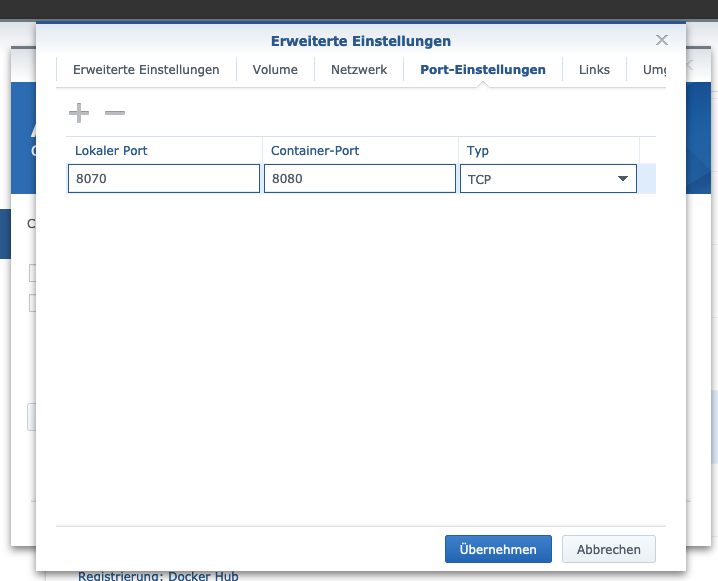 Erweiterte Einstellungen
Erweiterte Einstellungen Volume Netzwerk Port-Einstellungen Links Umg
Lokaler Port Container-Port Typ
8070 8080 TCP
Übernehmen Abbrechen
Registrierung: Docker Hub